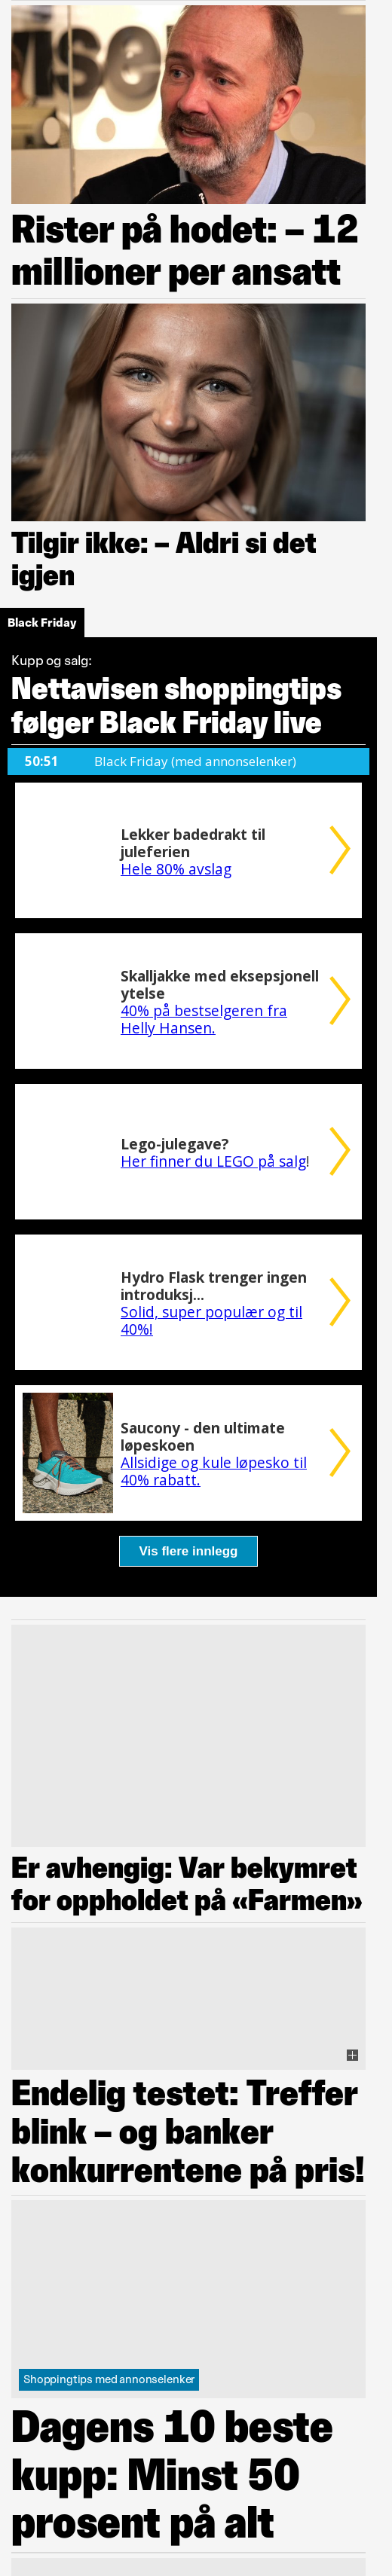 Rister på hodet: – 12
millioner per ansatt
Tilgir ikke: – Aldri si det
igjen
Black Friday
Kupp og salg:
Nettavisen shoppingtips
følger Black Friday live
50:51 Black Friday (med annonselenker)
Lekker badedrakt til
juleferien
Hele 80% avslag
Skalljakke med eksepsjonell
ytelse
40% på bestselgeren fra
Helly Hansen.
Lego-julegave?
Her finner du LEGO på salg!
Hydro Flask trenger ingen
introduksj...
Solid, super populær og til
40%!
Saucony - den ultimate
løpeskoen
Allsidige og kule løpesko til
40% rabatt.
Vis flere innlegg
Er avhengig: Var bekymret
for oppholdet på «Farmen»
Endelig testet: Treffer
blink – og banker
konkurrentene på pris!
Shoppingtips med annonselenker
Dagens 10 beste
kupp: Minst 50
prosent på alt